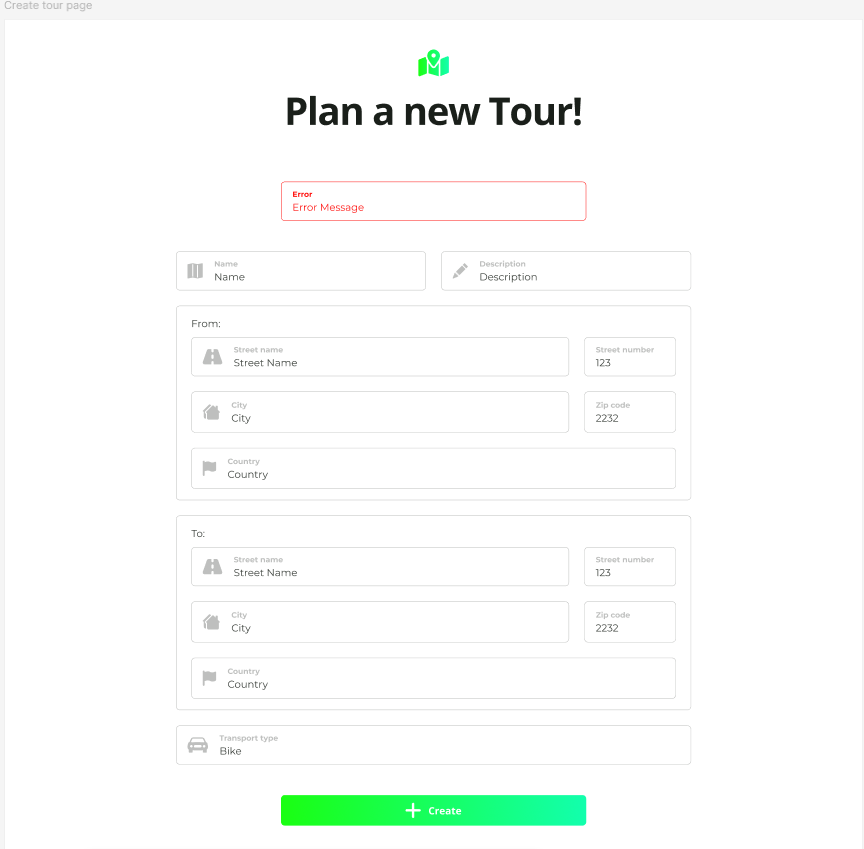 Create tour page
Plan a new Tour!
Error
Error Message
Name
Name
Description
Description
From:
Street name
Street Name
Street number
123
City
City
Zip code
2232
Country
Country
To:
Street name
Street Name
Street number
123
City
City
Zip code
2232
Country
Country
Transport type
Bike
Create